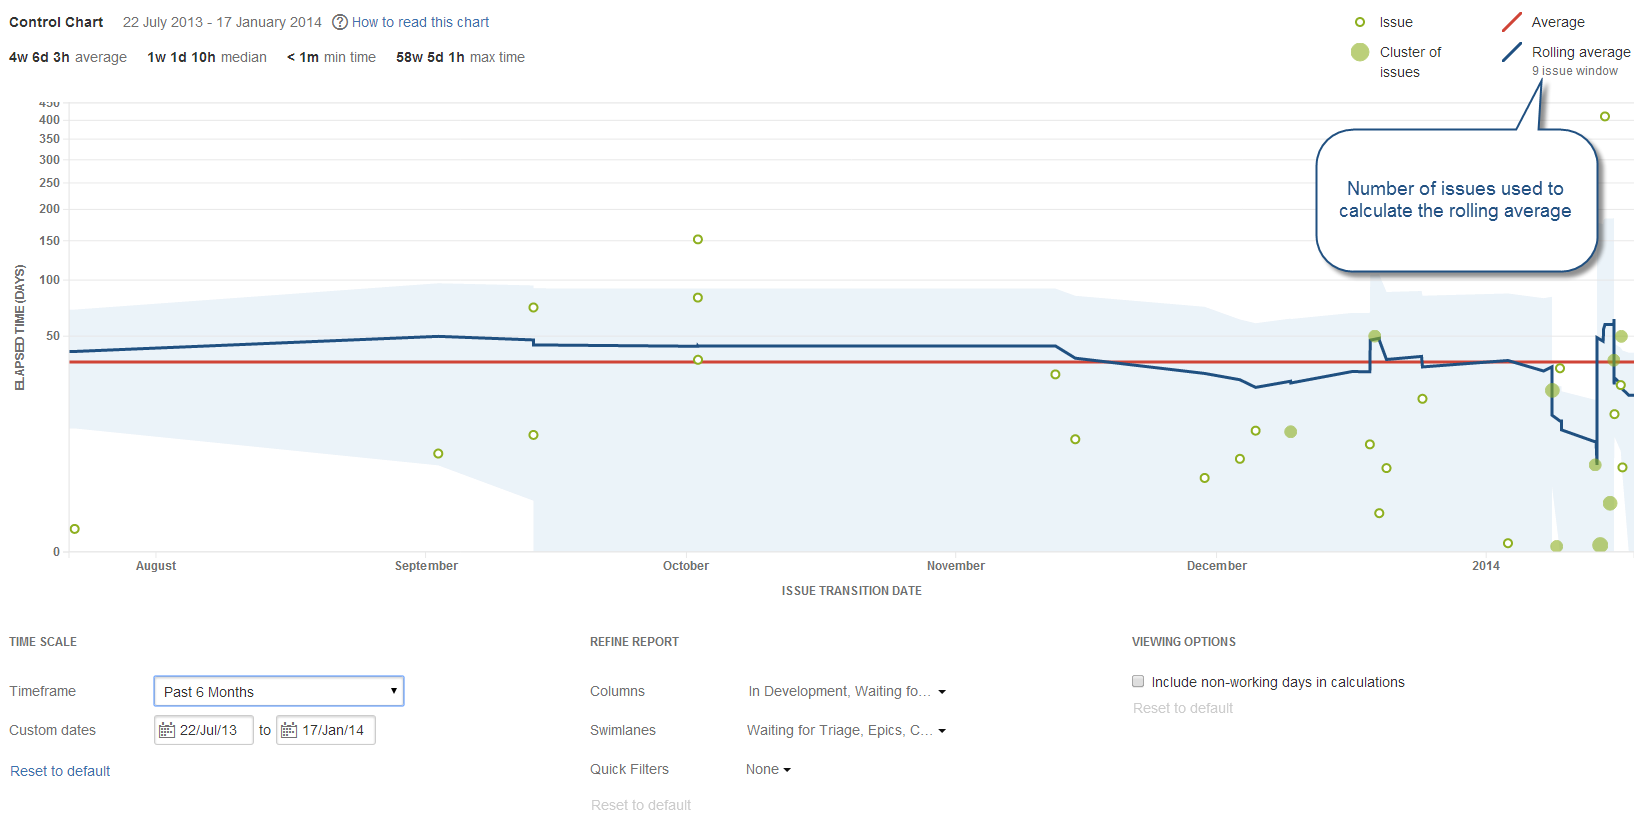 Control Chart 22 July 2013 - 17 January 2014 ? How to read this chart
4w 6d 3h average 1w 1d 10h median < 1m min time 58w 5d 1h max time
Issue
Cluster of
issues
Average
Rolling average
9 issue window
Number of issues used to
calculate the rolling average
450
400
350
300
250
200
150
100
50
0
ELAPSED TIME (DAYS)
August September October November December 2014
ISSUE TRANSITION DATE
TIME SCALE
Timeframe Past 6 Months
Custom dates 22/Jul/13 to 17/Jan/14
Reset to default
REFINE REPORT
Columns In Development, Waiting fo...
Swimlanes Waiting for Triage, Epics, C...
Quick Filters None
Reset to default
VIEWING OPTIONS
Include non-working days in calculations
Reset to default